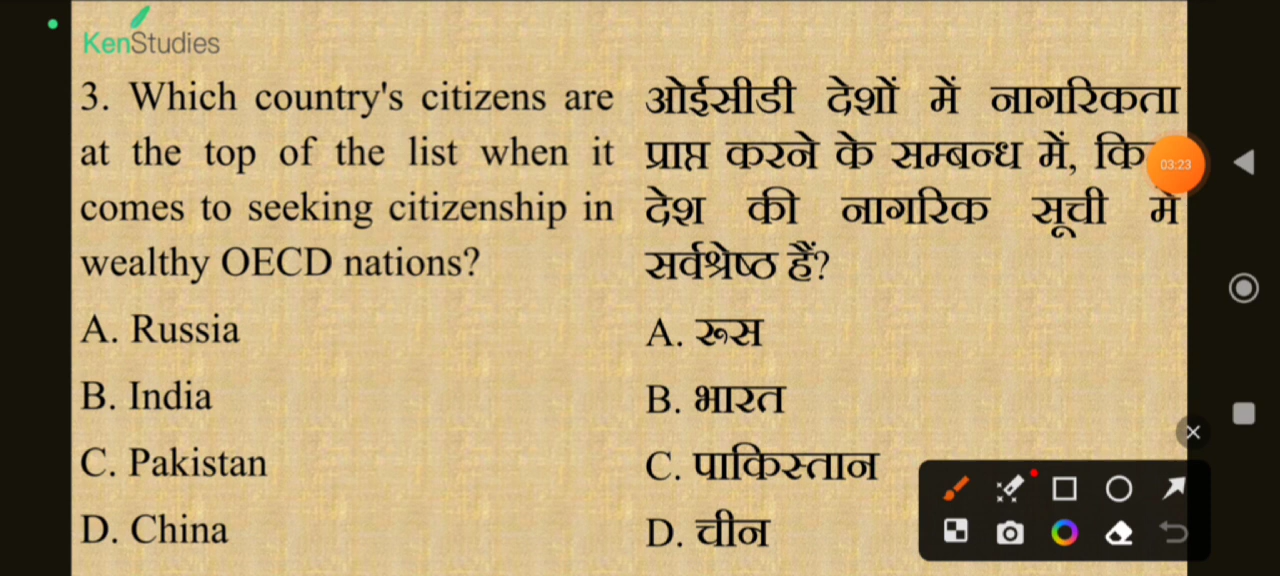 KenStudies
3. Which country's citizens are
at the top of the list when it
comes to seeking citizenship in
wealthy OECD nations?
A. Russia
B. India
C. Pakistan
D. China
ओईसीडी देशों में नागरिकता
प्राप्त करने के सम्बन्ध में,
देश की नागरिक सूची में
सर्वश्रेष्ठ हैं?
A. रूस
B. भारत
C. पाकिस्तान
D. चीन
03:23